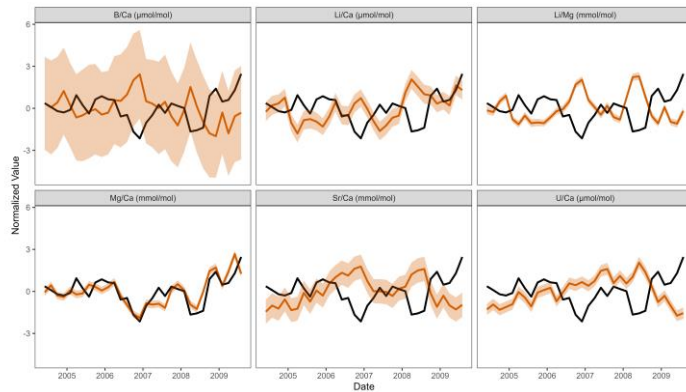 B/Ca (μmol/mol)
Li/Ca (μmol/mol)
Li/Mg (mmol/mol)
6
3
0
-3
Normalized Value
Mg/Ca (mmol/mol)
Sr/Ca (mmol/mol)
U/Ca (μmol/mol)
6
3
0
-3
2005 2006 2007 2008 2009
2005 2006 2007 2008 2009
2005 2006 2007 2008 2009
Date